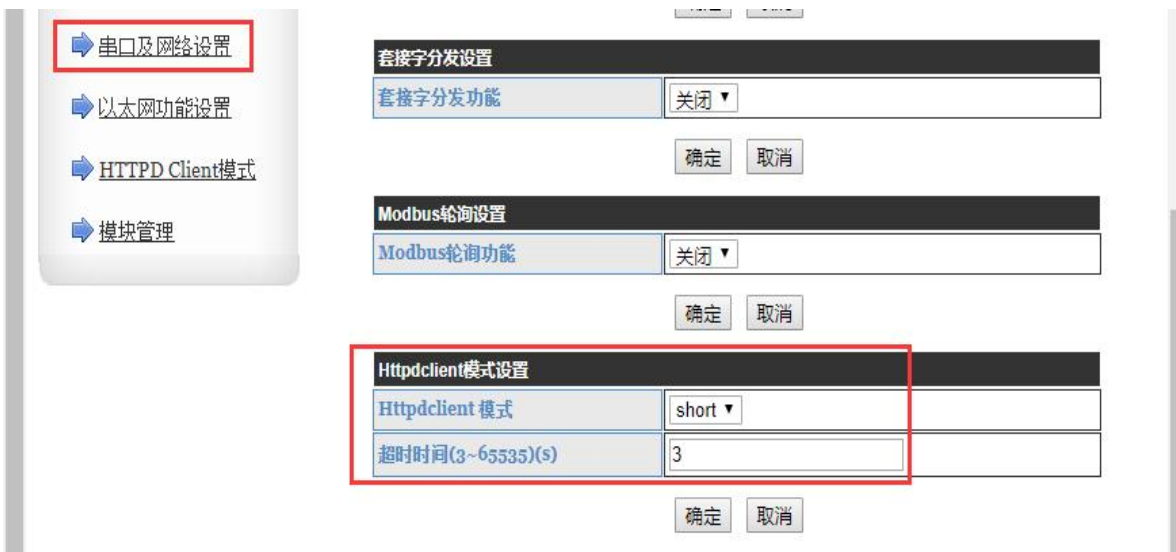 串口及网络设置
以太网功能设置
HTTPD Client模式
模块管理
套接字分发设置
套接字分发功能 关闭
确定 取消
Modbus轮询设置
Modbus轮询功能 关闭
确定 取消
Httpdclient模式设置
Httpdclient 模式 short
超时时间(3~65535)(s) 3
确定 取消